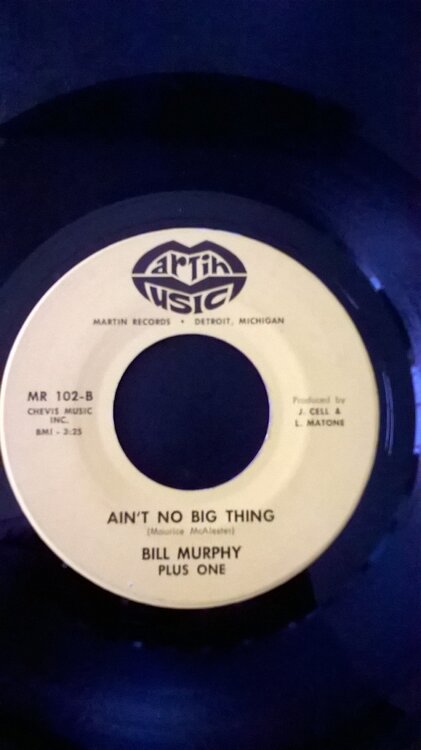 Martin
Music
MARTIN RECORDS • DETROIT, MICHIGAN
MR 102-B
CHEVIS MUSIC
INC.
BMI - 3:25
Produced by
J. CELL &
L. MATONE
AIN'T NO BIG THING
(Maurice McAlester)
BILL MURPHY
PLUS ONE